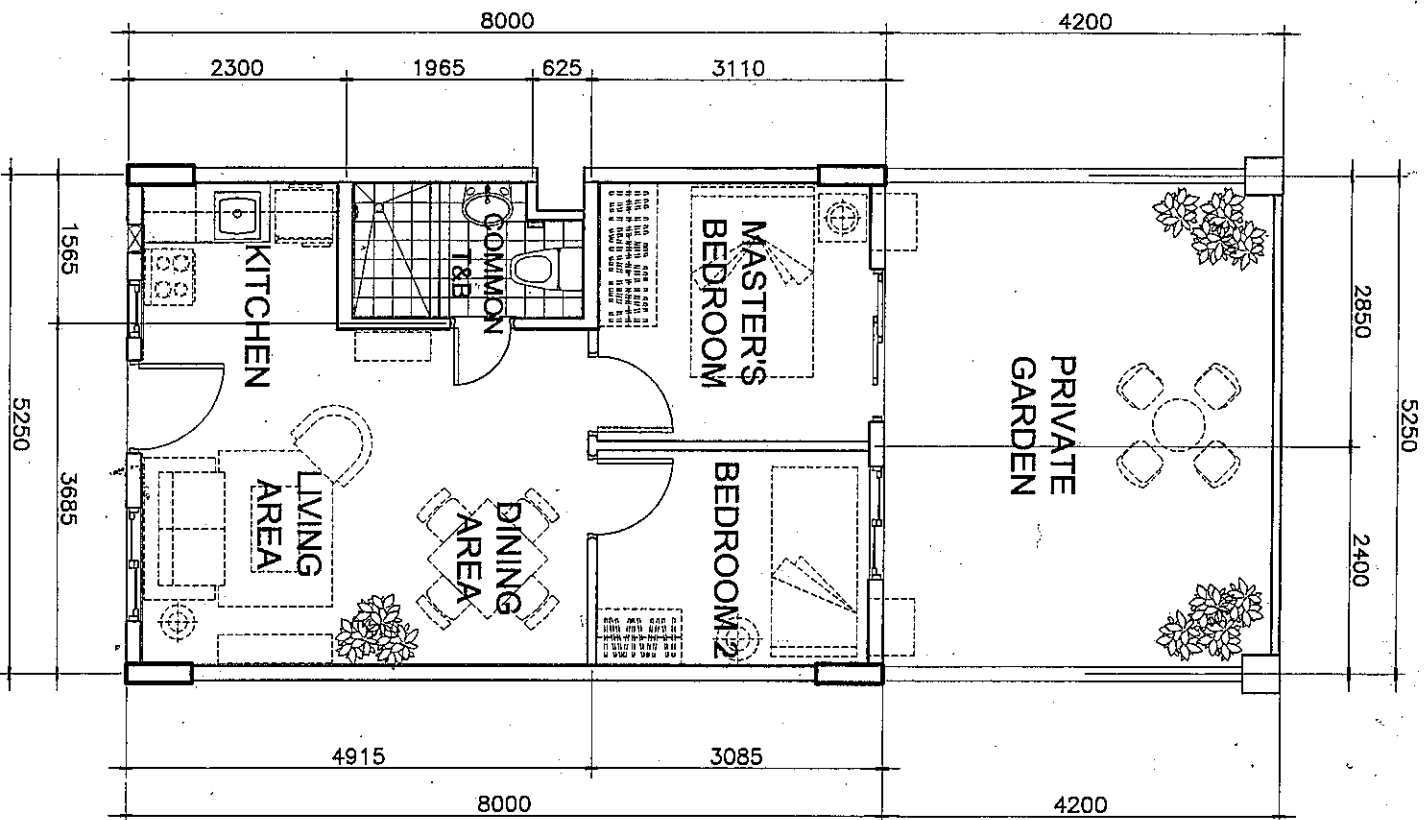 8000
4200
2300
1965
625
3110
KITCHEN
COMMON
T&B
MASTER'S
BEDROOM
PRIVATE
GARDEN
LIVING
AREA
DINING
AREA
BEDROOM 2
1565
3685
5250
2850
2400
5250
4915
3085
8000
4200